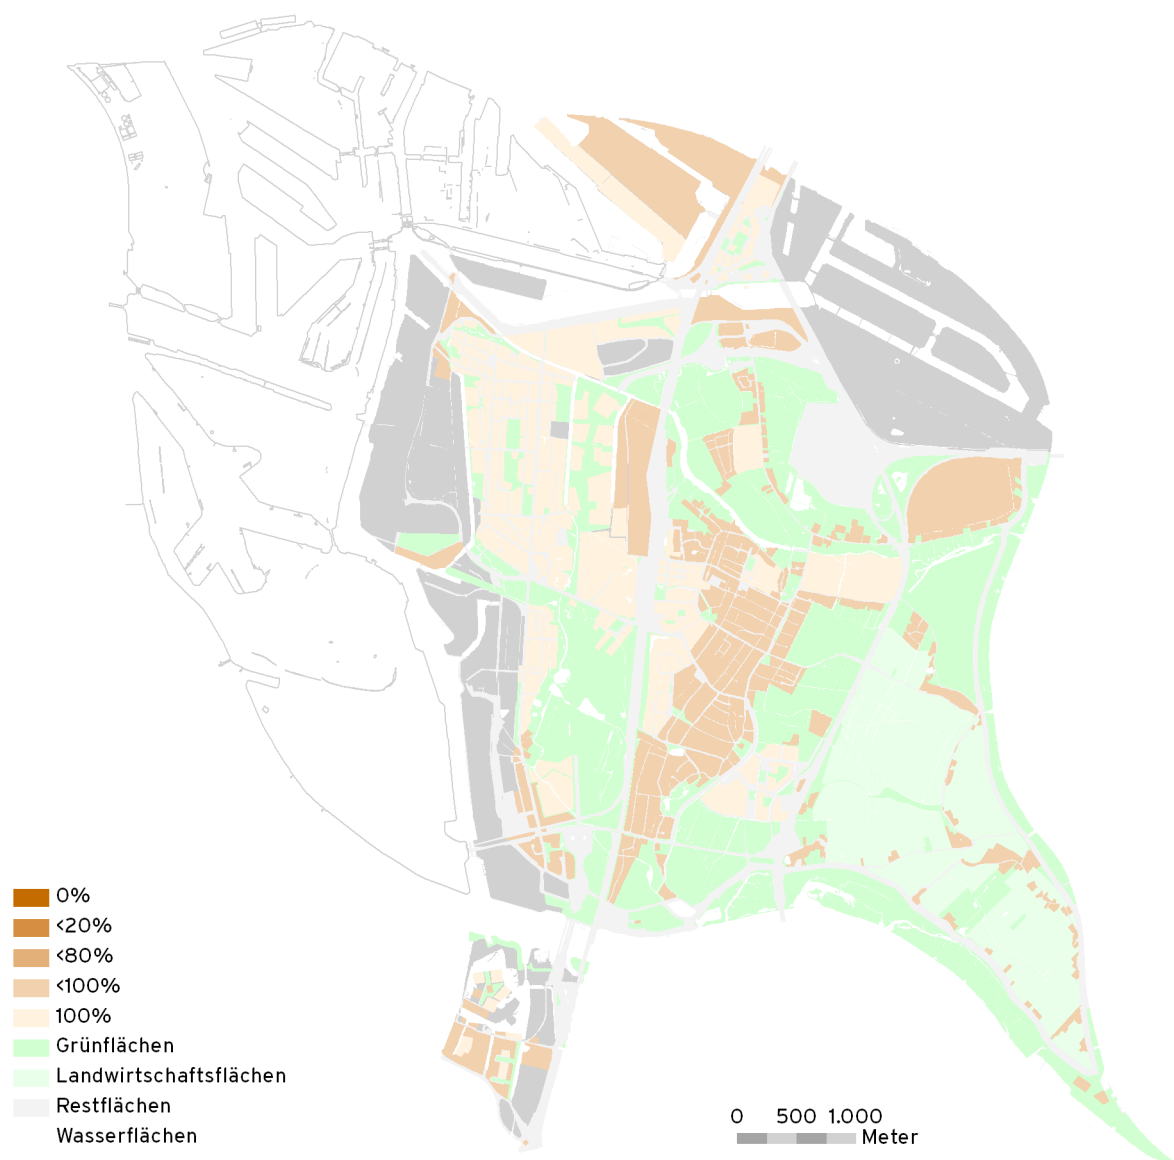 0%
<20%
<80%
<100%
100%
Grünflächen
Landwirtschaftsflächen
Restflächen
Wasserflächen
0 500 1.000
Meter